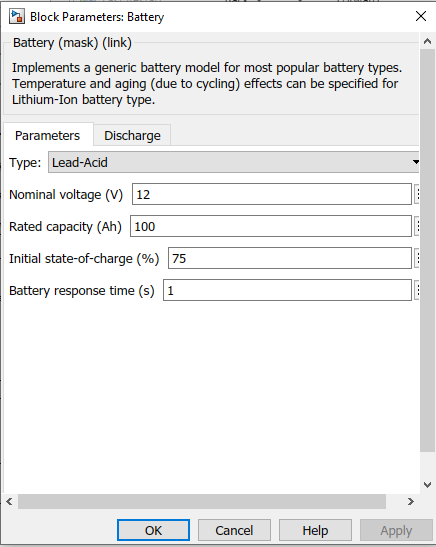 Block Parameters: Battery
Battery (mask) (link)
Implements a generic battery model for most popular battery types.
Temperature and aging (due to cycling) effects can be specified for
Lithium-Ion battery type.
Parameters Discharge
Type: Lead-Acid
Nominal voltage (V) 12
Rated capacity (Ah) 100
Initial state-of-charge (%) 75
Battery response time (s) 1
OK Cancel Help Apply